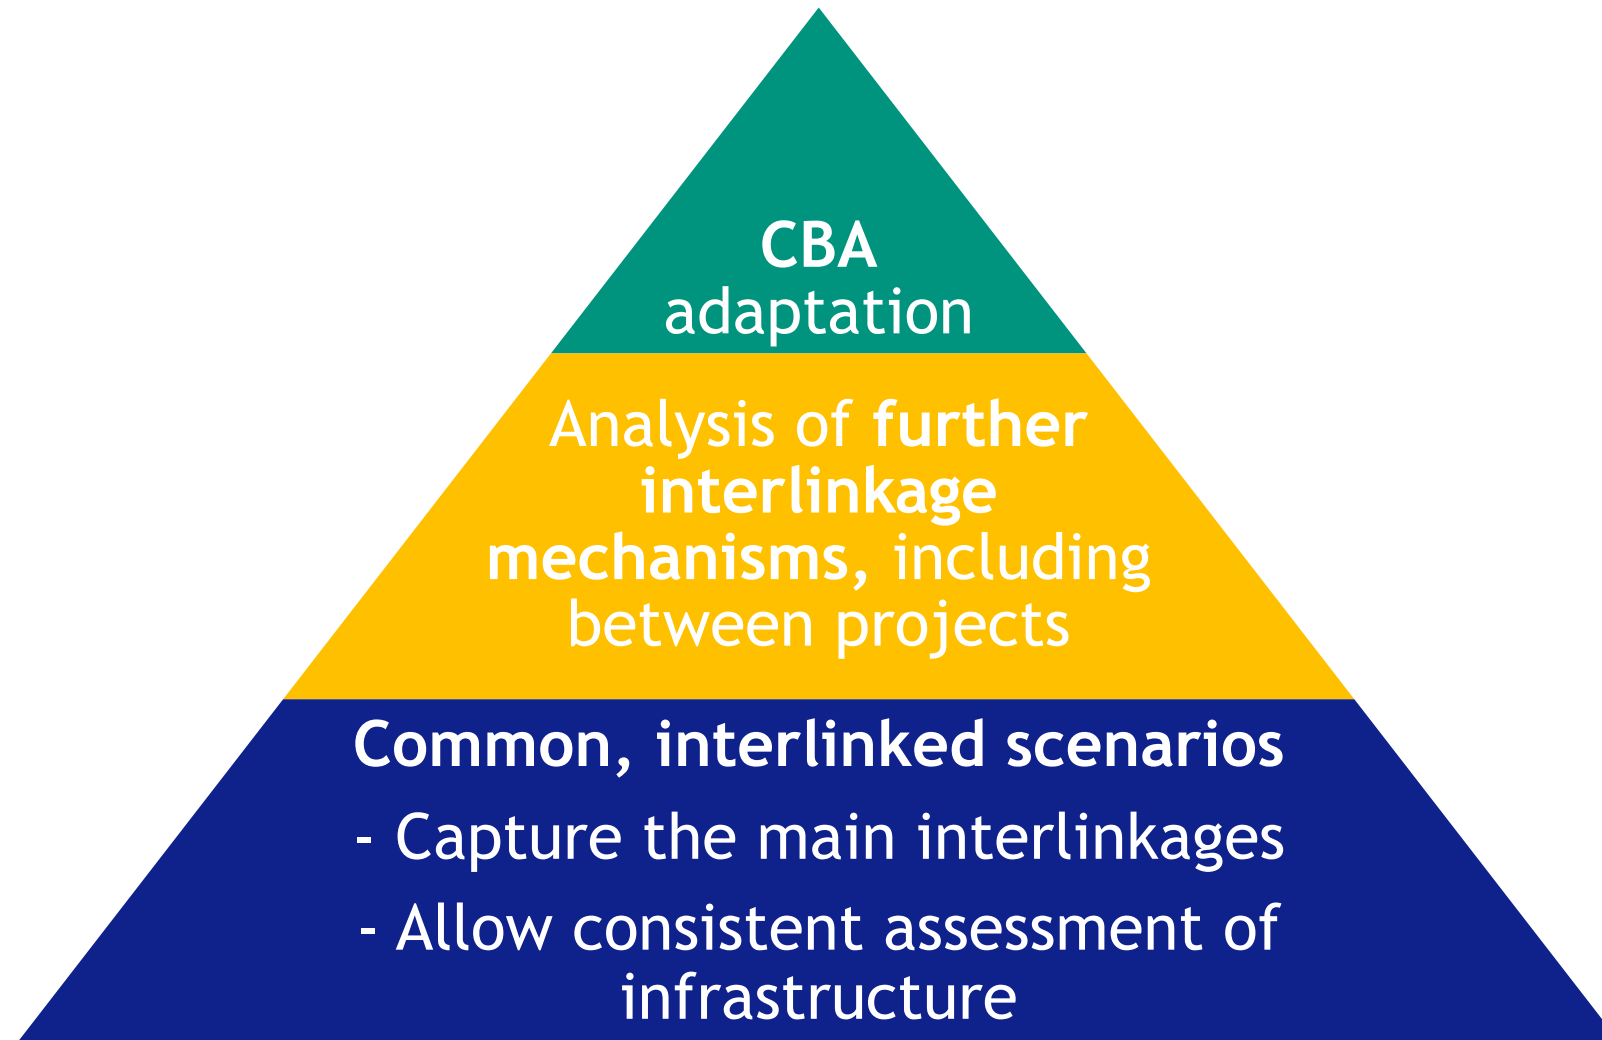 CBA
adaptation
Analysis of further
interlinkage
mechanisms, including
between projects
Common, interlinked scenarios
- Capture the main interlinkages
- Allow consistent assessment of
infrastructure